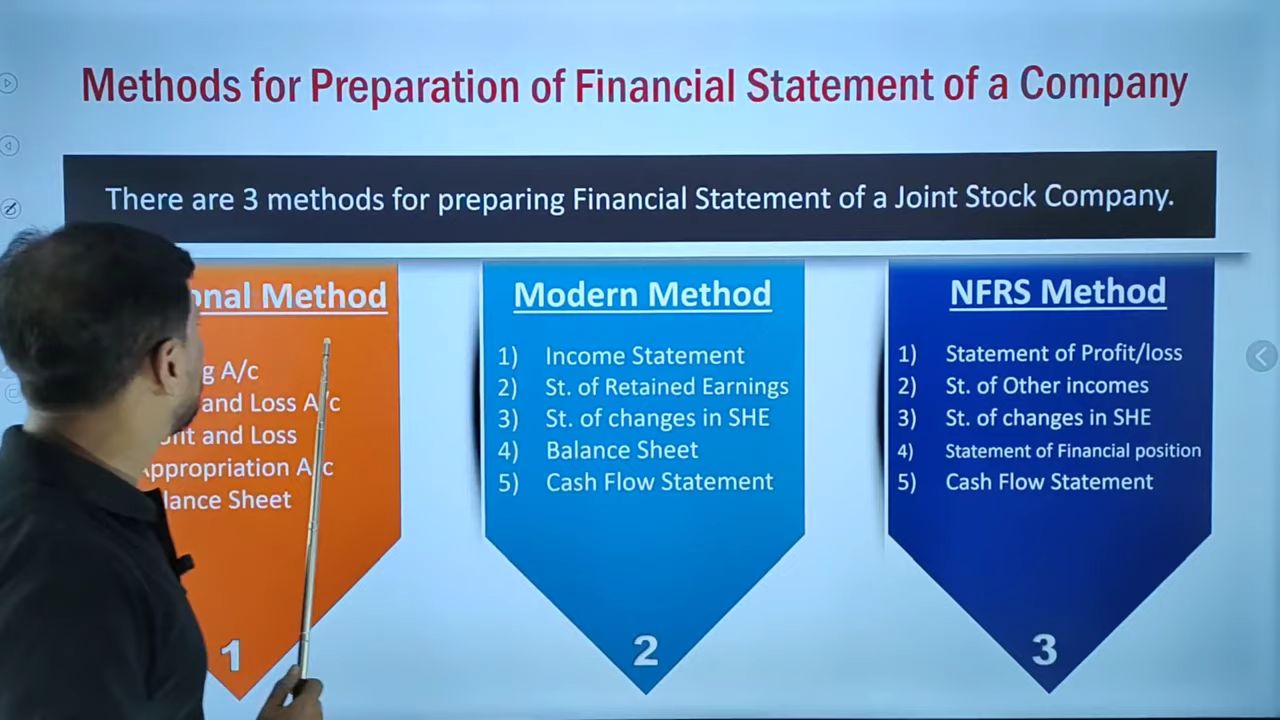 Methods for Preparation of Financial Statement of a Company
There are 3 methods for preparing Financial Statement of a Joint Stock Company.
Method
A/c
and Loss A/c
and Loss
Appropriation A/c
Sheet
1
Modern Method
1) Income Statement
2) St. of Retained Earnings
3) St. of changes in SHE
4) Balance Sheet
5) Cash Flow Statement
2
NFRS Method
1) Statement of Profit/loss
2) St. of Other incomes
3) St. of changes in SHE
4) Statement of Financial position
5) Cash Flow Statement
3